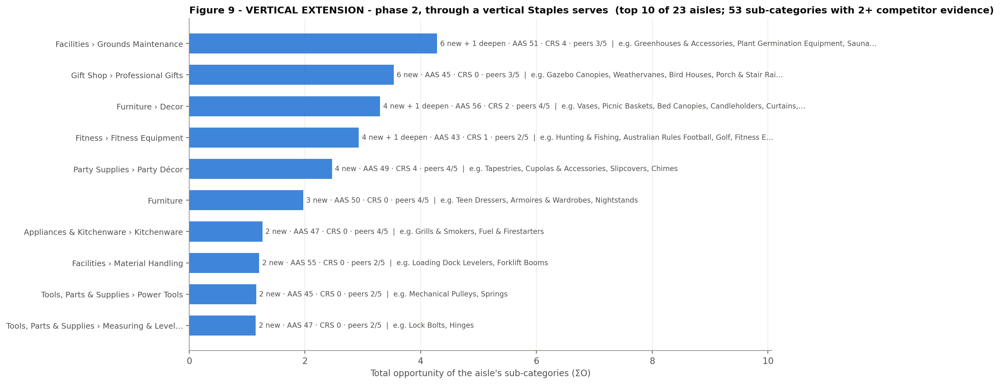 Figure 9 - VERTICAL EXTENSION - phase 2, through a vertical Staples serves  (top 10 of 23 aisles; 53 sub-categories with 2+ competitor evidence)
Facilities › Grounds Maintenance
6 new + 1 deepen · AAS 51 · CRS 4 · peers 3/5  |  e.g. Greenhouses & Accessories, Plant Germination Equipment, Sauna…
Gift Shop › Professional Gifts
6 new · AAS 45 · CRS 0 · peers 3/5  |  e.g. Gazebo Canopies, Weathervanes, Bird Houses, Porch & Stair Rai…
Furniture › Decor
4 new + 1 deepen · AAS 56 · CRS 2 · peers 4/5  |  e.g. Vases, Picnic Baskets, Bed Canopies, Candleholders, Curtains,…
Fitness › Fitness Equipment
4 new + 1 deepen · AAS 43 · CRS 1 · peers 2/5  |  e.g. Hunting & Fishing, Australian Rules Football, Golf, Fitness E…
Party Supplies › Party Décor
4 new · AAS 49 · CRS 4 · peers 4/5  |  e.g. Tapestries, Cupolas & Accessories, Slipcovers, Chimes
Furniture
3 new · AAS 50 · CRS 0 · peers 4/5  |  e.g. Teen Dressers, Armoires & Wardrobes, Nightstands
Appliances & Kitchenware › Kitchenware
2 new · AAS 47 · CRS 0 · peers 4/5  |  e.g. Grills & Smokers, Fuel & Firestarters
Facilities › Material Handling
2 new · AAS 55 · CRS 0 · peers 2/5  |  e.g. Loading Dock Levelers, Forklift Booms
Tools, Parts & Supplies › Power Tools
2 new · AAS 45 · CRS 0 · peers 2/5  |  e.g. Mechanical Pulleys, Springs
Tools, Parts & Supplies › Measuring & Level…
2 new · AAS 47 · CRS 0 · peers 2/5  |  e.g. Lock Bolts, Hinges
0 2 4 6 8 10
Total opportunity of the aisle's sub-categories (ΣO)